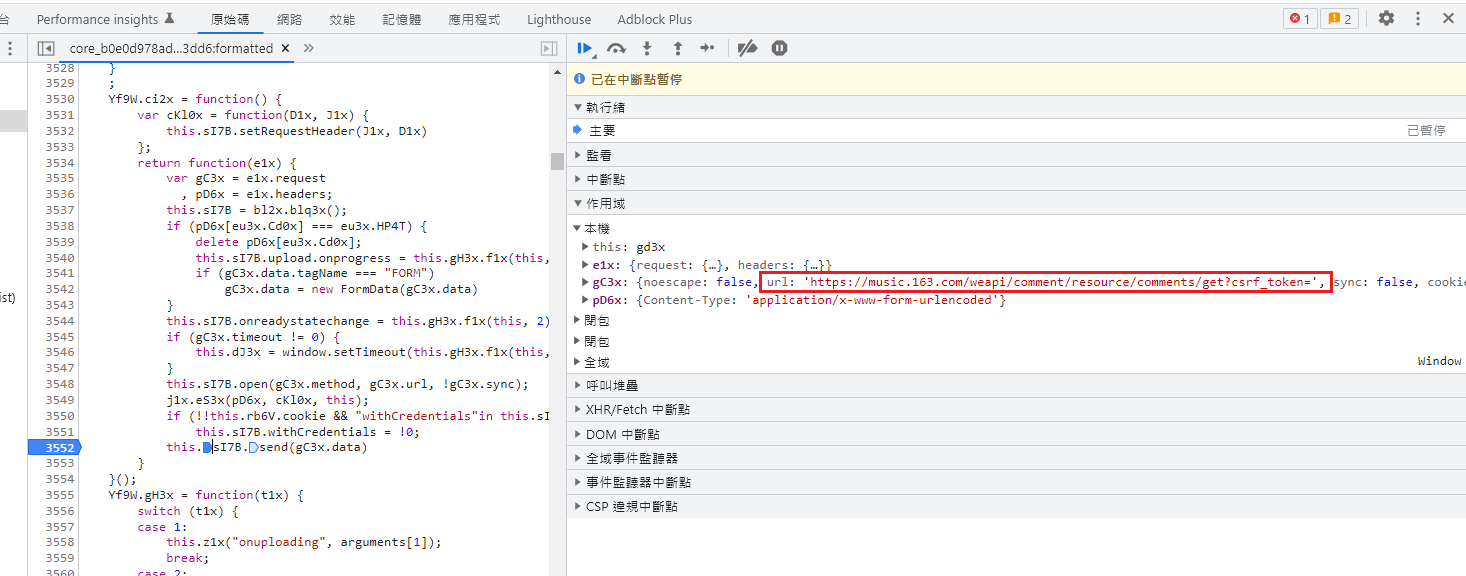 台 Performance insights 原始碼 網路 效能 記憶體 應用程式 Lighthouse Adblock Plus 1 2
core_b0e0d978ad...3dd6:formatted × »
3528 }
3529 ;
3530 Yf9W.ci2x = function() {
3531 var cKl0x = function(D1x, J1x) {
3532 this.sI7B.setRequestHeader(J1x, D1x)
3533 };
3534 return function(e1x) {
3535 var gC3x = e1x.request
3536 , pD6x = e1x.headers;
3537 this.sI7B = bl2x.blq3x();
3538 if (pD6x[eu3x.Cd0x] === eu3x.HP4T) {
3539 delete pD6x[eu3x.Cd0x];
3540 this.sI7B.upload.onprogress = this.gH3x.f1x(this,
3541 if (gC3x.data.tagName === "FORM")
3542 gC3x.data = new FormData(gC3x.data)
3543 }
3544 this.sI7B.onreadystatechange = this.gH3x.f1x(this, 2)
3545 if (gC3x.timeout != 0) {
3546 this.dJ3x = window.setTimeout(this.gH3x.f1x(this,
3547 }
3548 this.sI7B.open(gC3x.method, gC3x.url, !gC3x.sync);
3549 j1x.eS3x(pD6x, cKl0x, this);
3550 if (!!this.rb6V.cookie && "withCredentials"in this.sI
3551 this.sI7B.withCredentials = !0;
3552 this.sI7B.send(gC3x.data)
3553 }
3554 }();
3555 Yf9W.gH3x = function(t1x) {
3556 switch (t1x) {
3557 case 1:
3558 this.z1x("onuploading", arguments[1]);
3559 break;
3560 case 2:
ist)
已在中斷點暫停
執行緒
主要 已暫停
監看
中斷點
作用域
本機
this: gd3x
e1x: {request: {…}, headers: {…}}
gC3x: {noescape: false, url: 'https://music.163.com/weapi/comment/resource/comments/get?csrf_token=', sync: false, cookie
pD6x: {Content-Type: 'application/x-www-form-urlencoded'}
閉包
閉包
全域 Window
呼叫堆疊
XHR/Fetch 中斷點
DOM 中斷點
全域事件監聽器
事件監聽器中斷點
CSP 違規中斷點